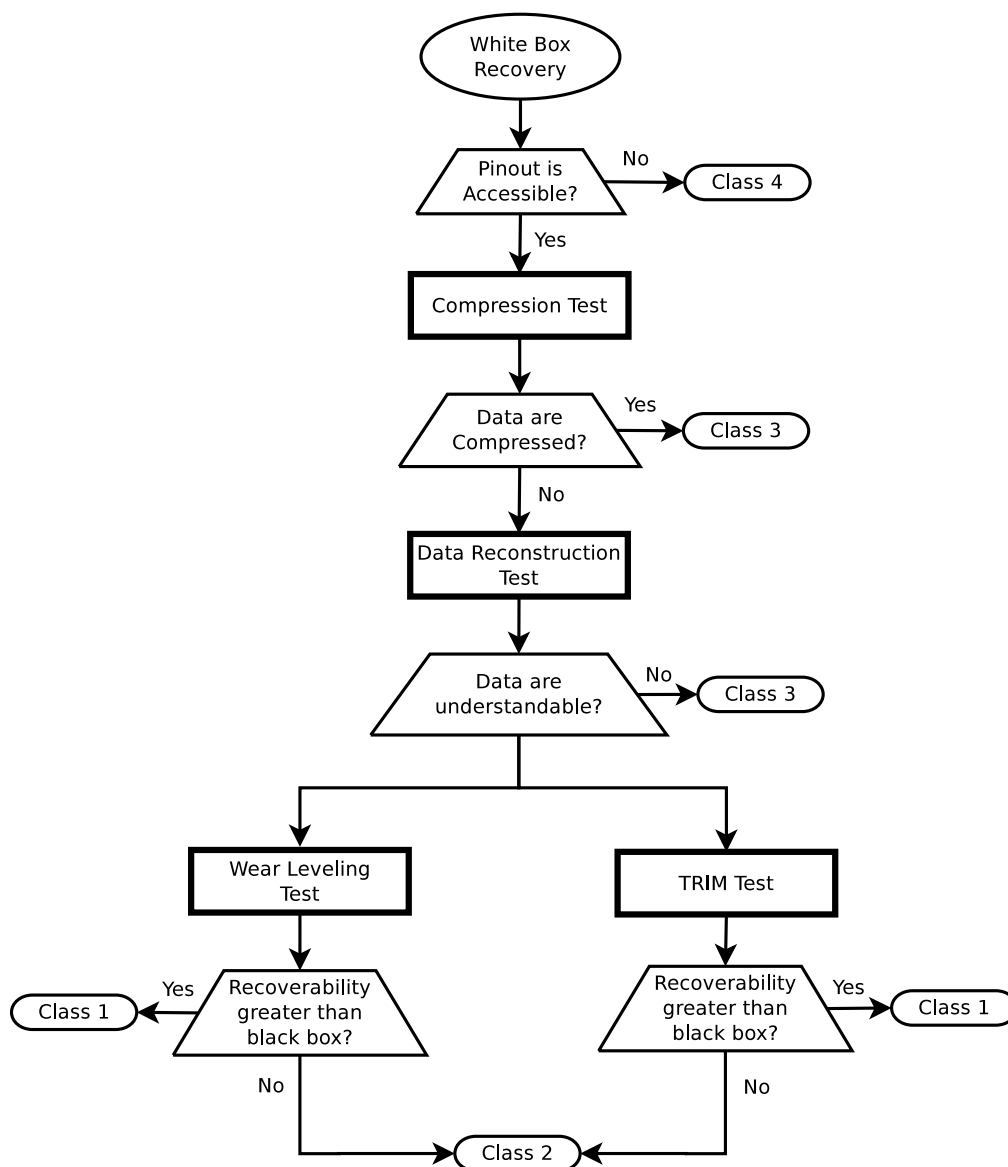 White Box
Recovery
Pinout is
Accessible?
No
Class 4
Yes
Compression Test
Data are
Compressed?
Yes
Class 3
No
Data Reconstruction
Test
Data are
understandable?
No
Class 3
Wear Leveling
Test
TRIM Test
Recoverability
greater than
black box?
Yes
Class 1
Recoverability
greater than
black box?
Yes
Class 1
No
No
Class 2